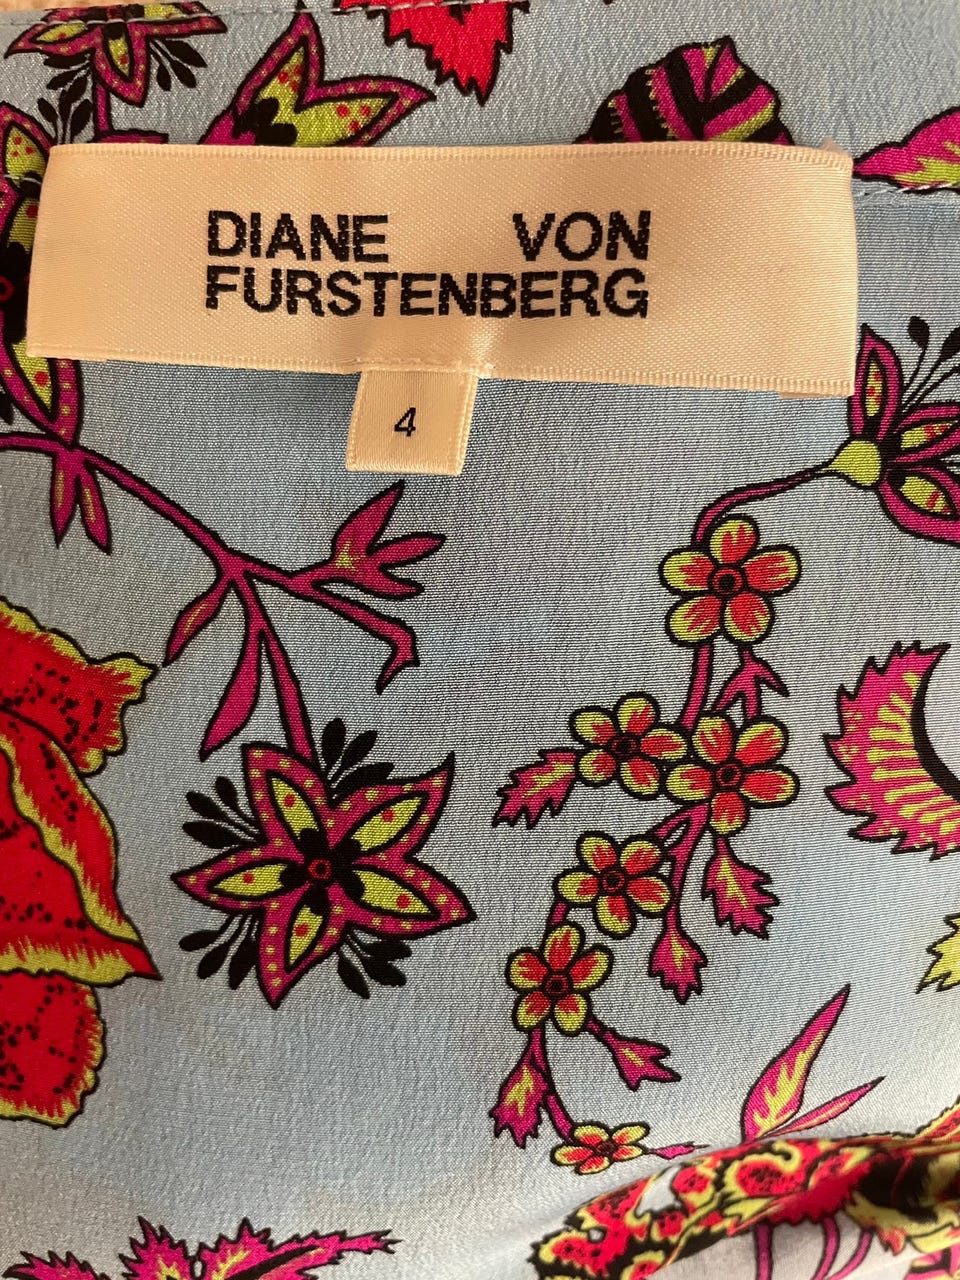 DIANE VON
FURSTENBERG
4